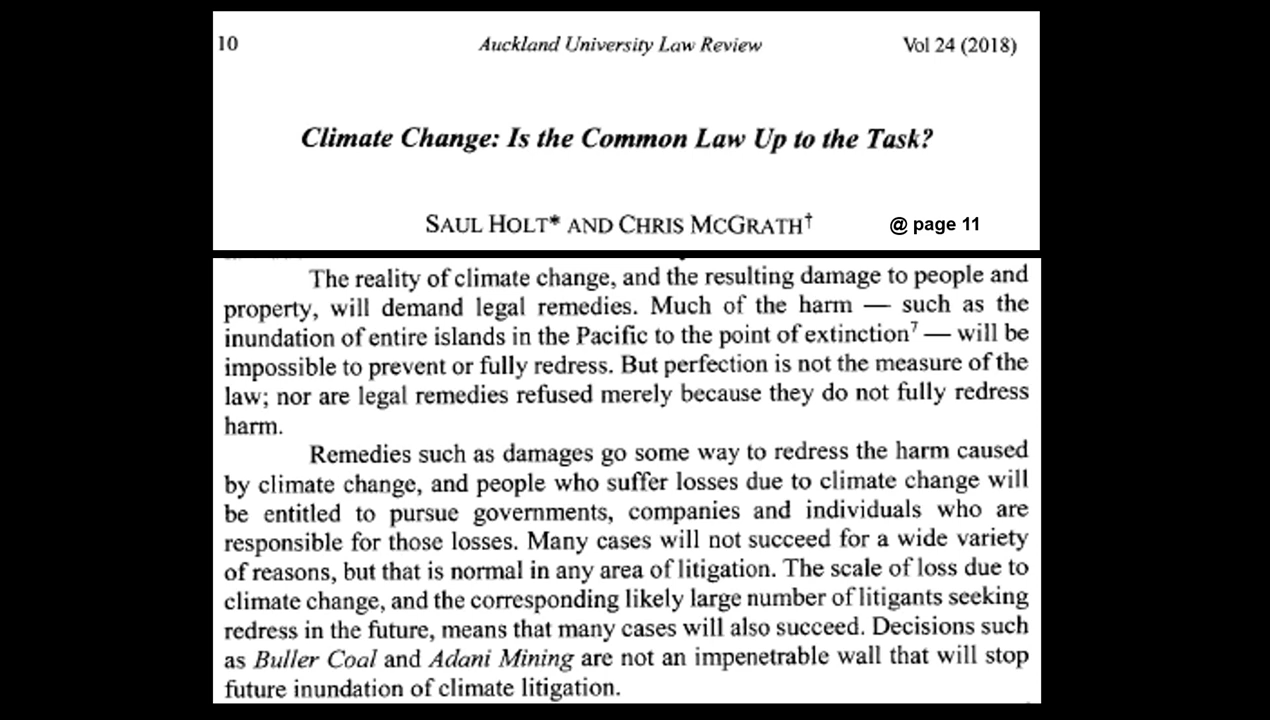 10 Auckland University Law Review Vol 24 (2018)
Climate Change: Is the Common Law Up to the Task?
SAUL HOLT* AND CHRIS MCGRATH† @ page 11
The reality of climate change, and the resulting damage to people and
property, will demand legal remedies. Much of the harm — such as the
inundation of entire islands in the Pacific to the point of extinction⁷ — will be
impossible to prevent or fully redress. But perfection is not the measure of the
law; nor are legal remedies refused merely because they do not fully redress
harm.
Remedies such as damages go some way to redress the harm caused
by climate change, and people who suffer losses due to climate change will
be entitled to pursue governments, companies and individuals who are
responsible for those losses. Many cases will not succeed for a wide variety
of reasons, but that is normal in any area of litigation. The scale of loss due to
climate change, and the corresponding likely large number of litigants seeking
redress in the future, means that many cases will also succeed. Decisions such
as Buller Coal and Adani Mining are not an impenetrable wall that will stop
future inundation of climate litigation.